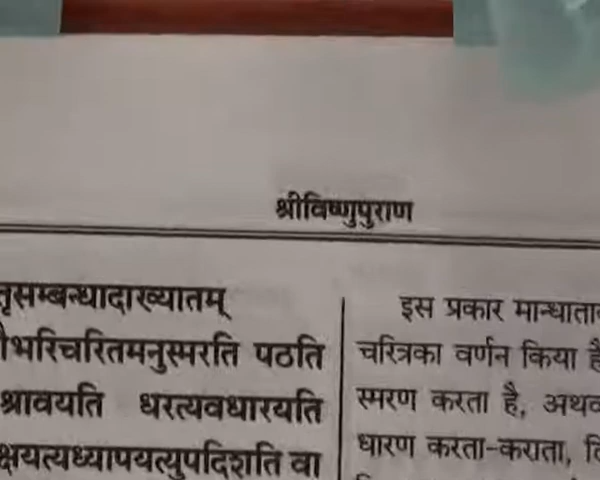 श्रीविष्णुपुराण
तृसम्बन्धादाख्यातम्
भरिचरितमनुस्मरति पठति
श्रावयति धरत्यवधारयति
क्षयत्यध्यापयत्युपदिशति वा
इस प्रकार मान्धाता
चरित्रका वर्णन किया है
स्मरण करता है, अथव
धारण करता-कराता,